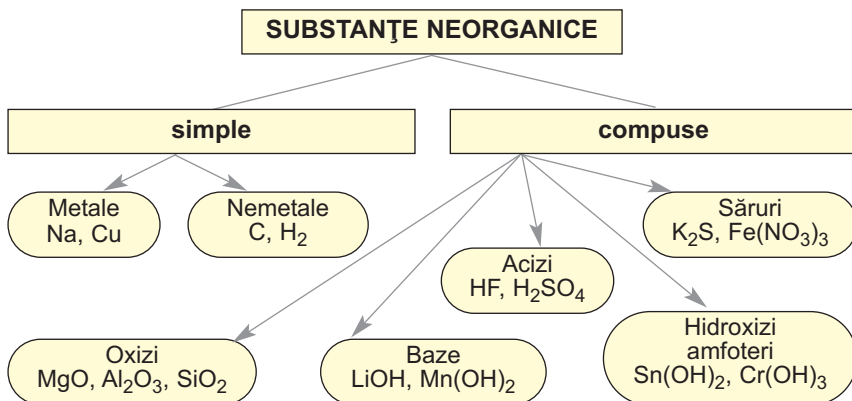 SUBSTANŢE NEORGANICE
simple
compuse
Metale
Na, Cu
Nemetale
C, H₂
Săruri
K₂S, Fe(NO₃)₃
Acizi
HF, H₂SO₄
Oxizi
MgO, Al₂O₃, SiO₂
Baze
LiOH, Mn(OH)₂
Hidroxizi
amfoteri
Sn(OH)₂, Cr(OH)₃